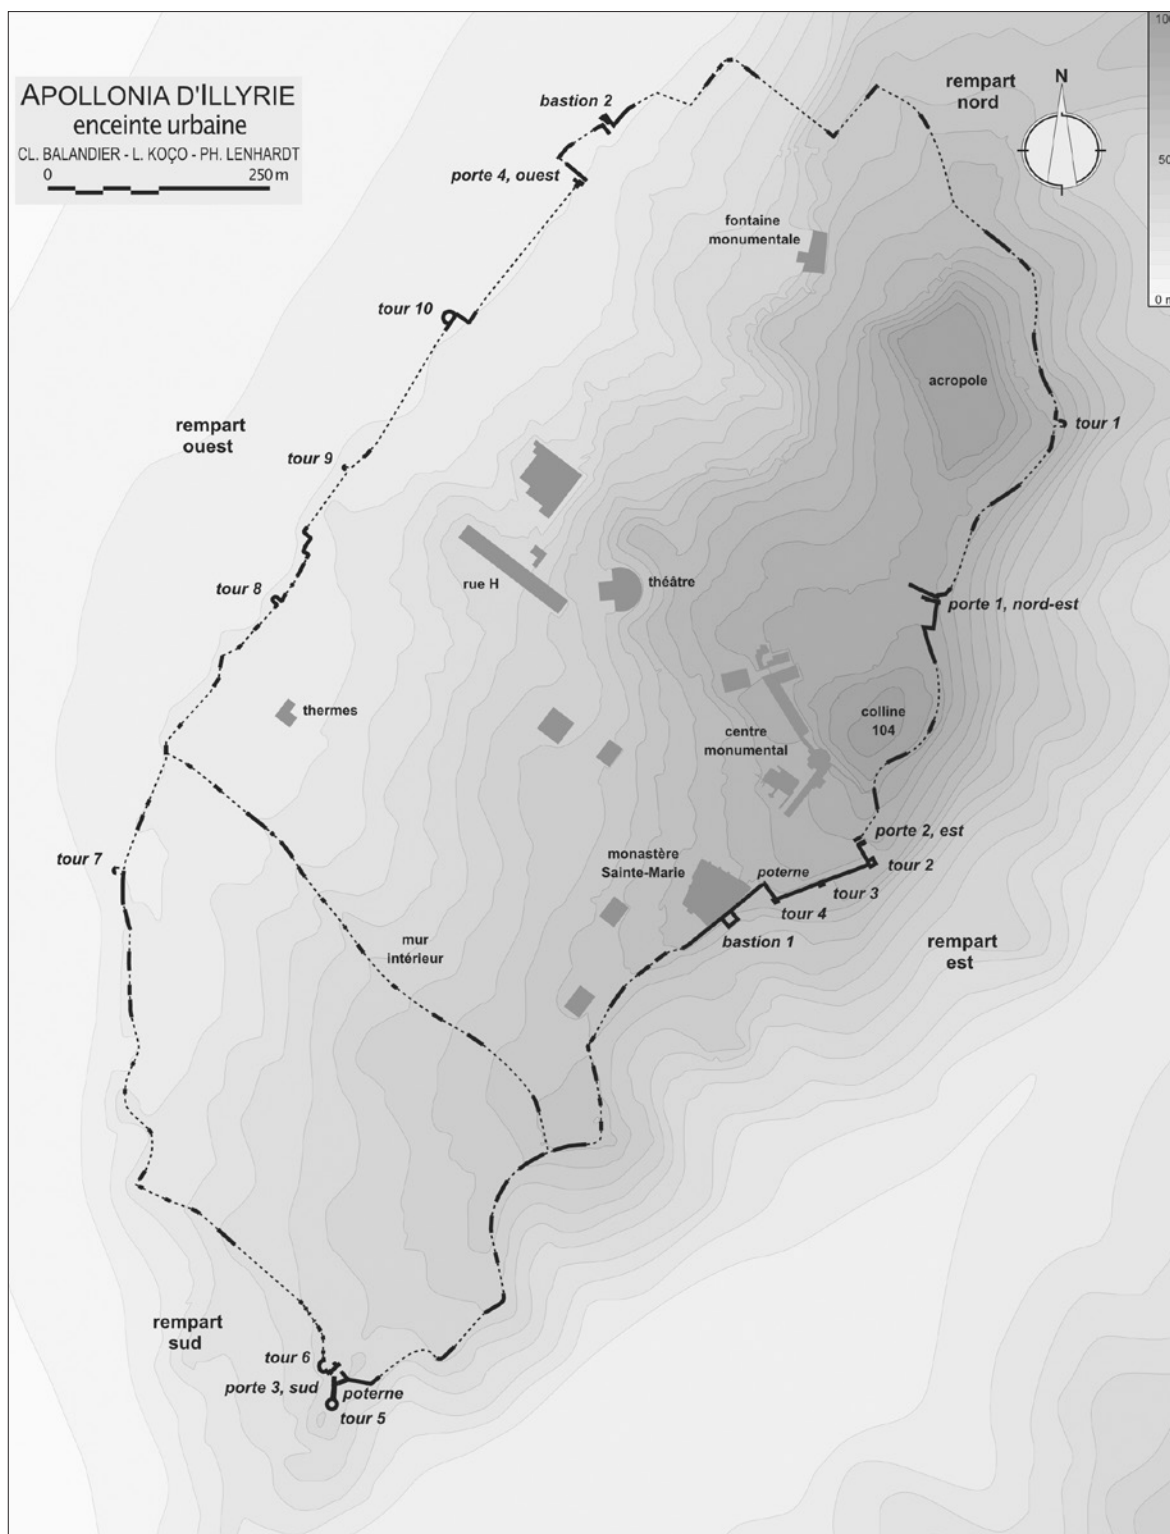 APOLLONIA D'ILLYRIE
enceinte urbaine
CL. BALANDIER - L. KOÇO - PH. LENHARDT
0 250 m
100
rempart
nord
N
50
0 m
bastion 2
porte 4, ouest
fontaine
monumentale
tour 10
acropole
tour 1
rempart
ouest
tour 9
rue H
théâtre
tour 8
porte 1, nord-est
thermes
colline
104
centre
monumental
porte 2, est
tour 2
monastère
Sainte-Marie
poterne
tour 3
tour 4
tour 7
bastion 1
rempart
est
mur
intérieur
rempart
sud
tour 6
porte 3, sud
poterne
tour 5